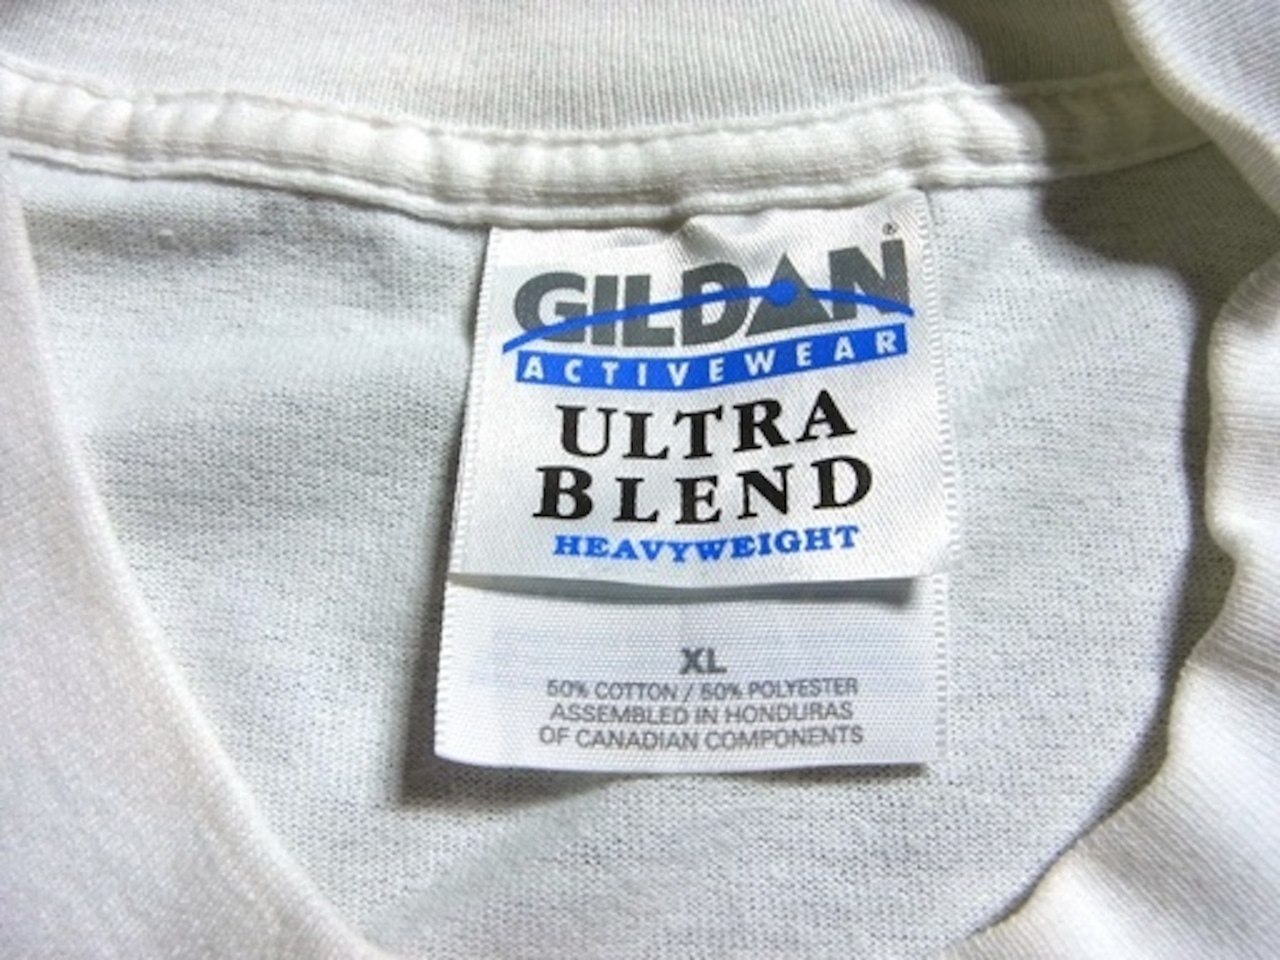 GILDAN®
ACTIVEWEAR
ULTRA
BLEND
HEAVYWEIGHT
XL
50% COTTON / 50% POLYESTER
ASSEMBLED IN HONDURAS
OF CANADIAN COMPONENTS